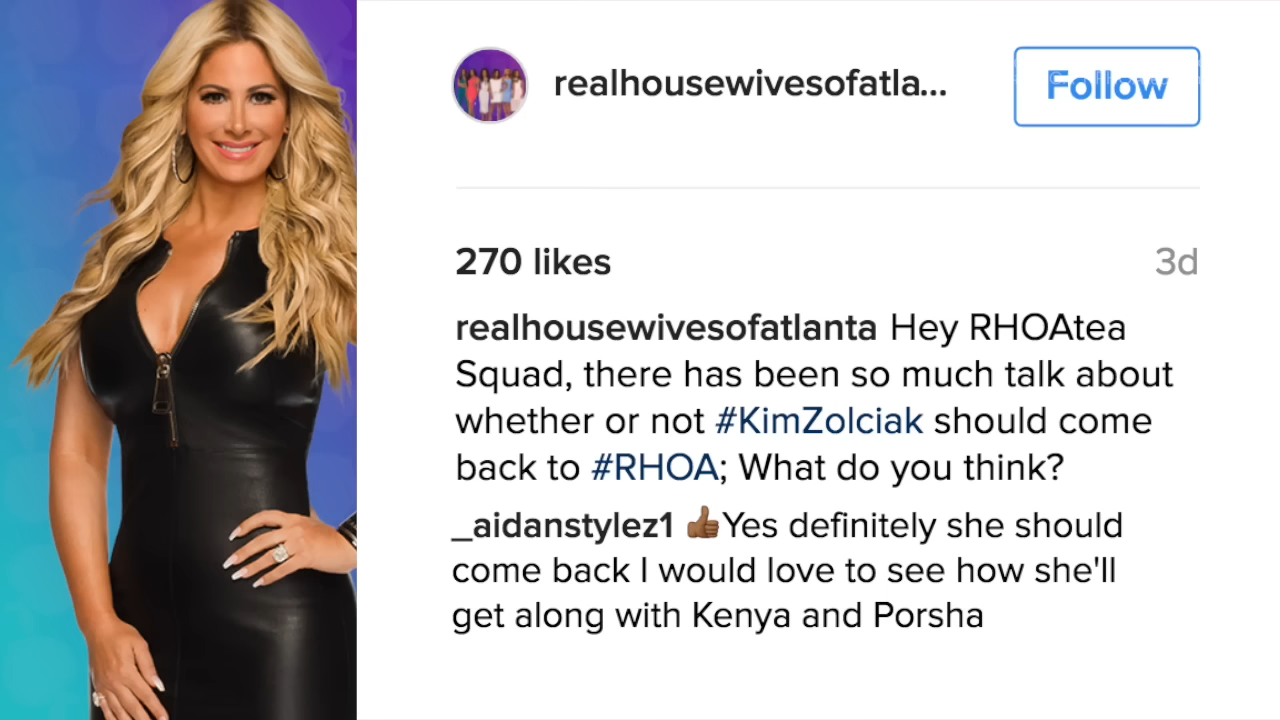 realhousewivesofatla...
Follow
270 likes
3d
realhousewivesofatlanta Hey RHOAtea
Squad, there has been so much talk about
whether or not #KimZolciak should come
back to #RHOA; What do you think?
_aidanstylez1 👍🏾Yes definitely she should
come back I would love to see how she'll
get along with Kenya and Porsha